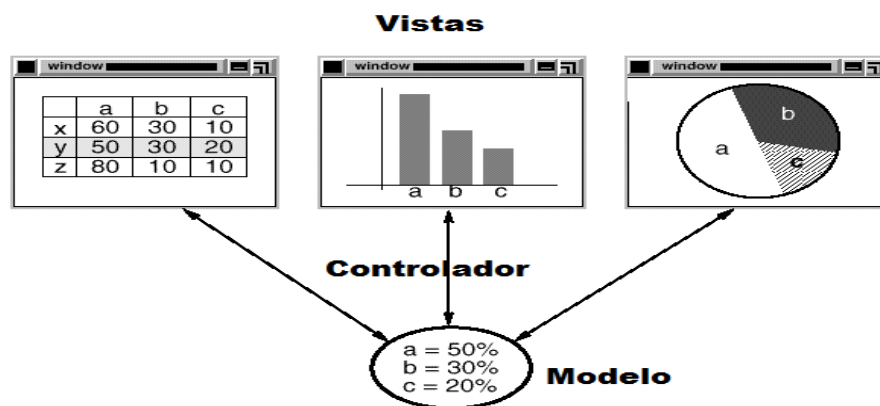 Vistas
window
a b c
x 60 30 10
y 50 30 20
z 80 10 10
window
a b c
window
a
b
c
Controlador
a = 50%
b = 30%
c = 20%
Modelo